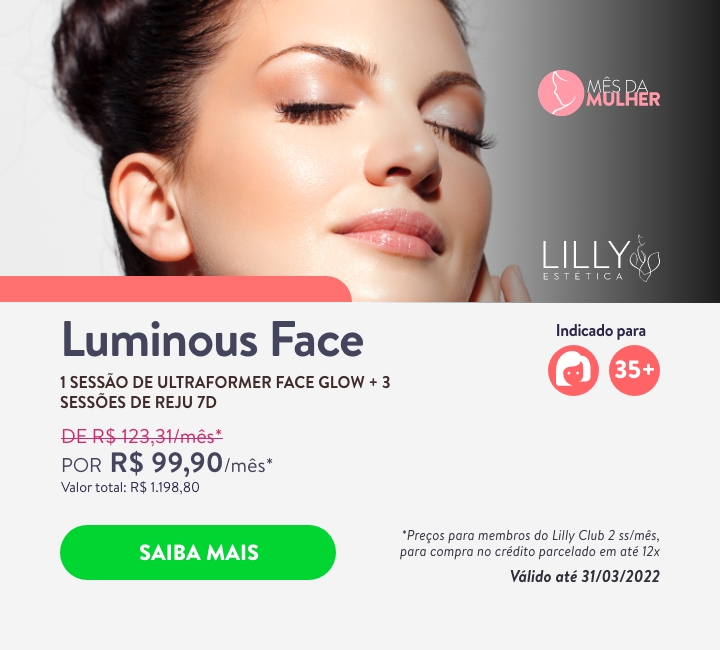 MÊS DA
MULHER
LILLY
ESTÉTICA
Luminous Face
1 SESSÃO DE ULTRAFORMER FACE GLOW + 3
SESSÕES DE REJU 7D
DE R$ 123,31/mês*
POR R$ 99,90/mês*
Valor total: R$ 1.198,80
Indicado para
35+
SAIBA MAIS
*Preços para membros do Lilly Club 2 ss/mês,
para compra no crédito parcelado em até 12x
Válido até 31/03/2022